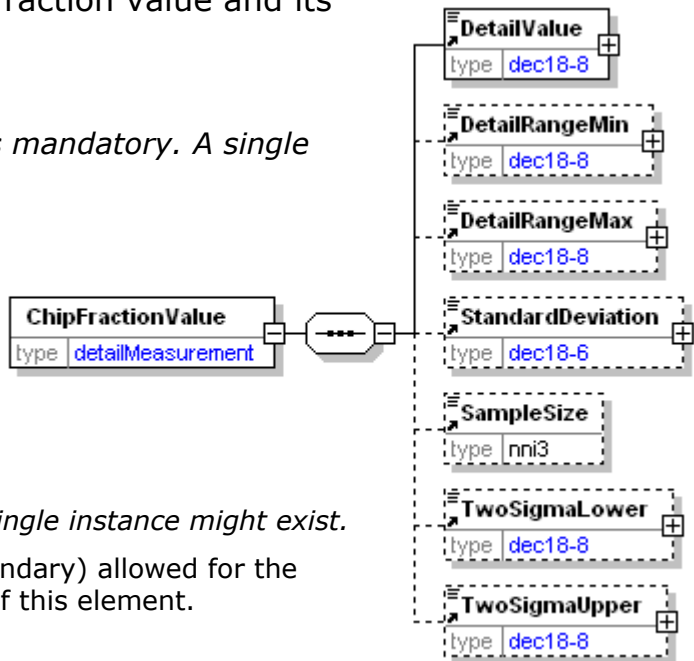 raction value and its
s mandatory. A single
ingle instance might exist.
ndary) allowed for the
f this element.
ChipFractionValue
type detailMeasurement
DetailValue
type dec18-8
DetailRangeMin
type dec18-8
DetailRangeMax
type dec18-8
StandardDeviation
type dec18-6
SampleSize
type nni3
TwoSigmaLower
type dec18-8
TwoSigmaUpper
type dec18-8